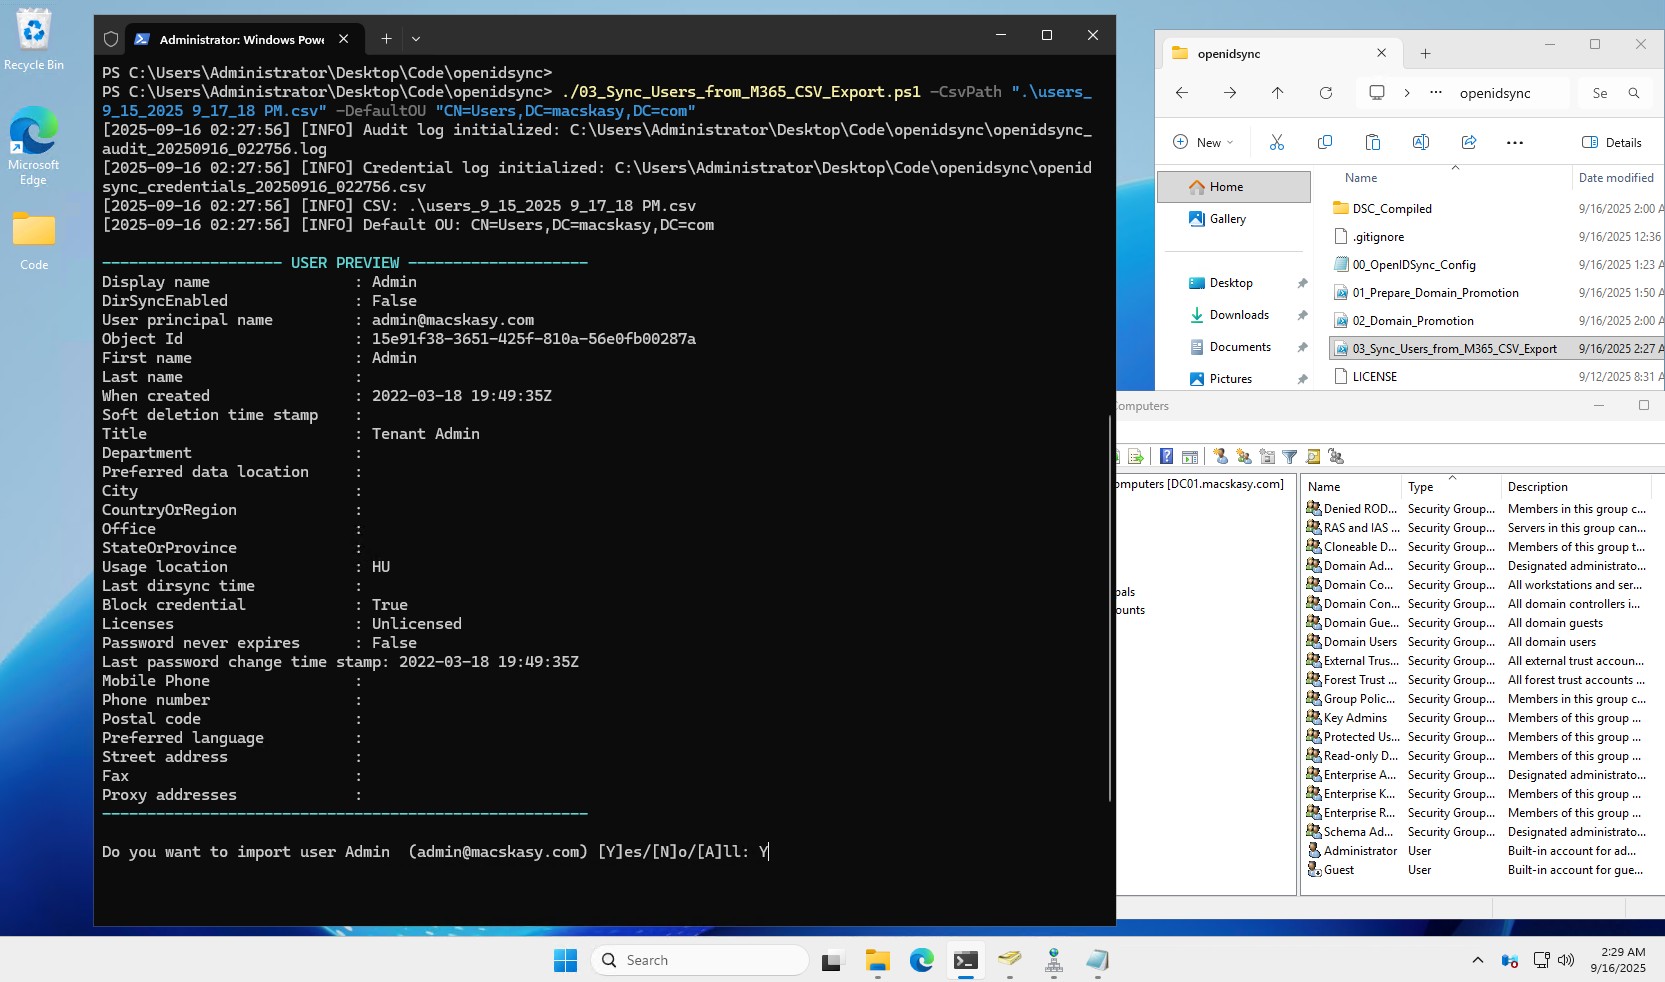 Recycle Bin
Microsoft
Edge
Code
Administrator: Windows Powe
PS C:\Users\Administrator\Desktop\Code\openidsync>
PS C:\Users\Administrator\Desktop\Code\openidsync> ./03_Sync_Users_from_M365_CSV_Export.ps1 -CsvPath ".\users_
9_15_2025 9_17_18 PM.csv" -DefaultOU "CN=Users,DC=macskasy,DC=com"
[2025-09-16 02:27:56] [INFO] Audit log initialized: C:\Users\Administrator\Desktop\Code\openidsync\openidsync_
audit_20250916_022756.log
[2025-09-16 02:27:56] [INFO] Credential log initialized: C:\Users\Administrator\Desktop\Code\openidsync\openid
sync_credentials_20250916_022756.csv
[2025-09-16 02:27:56] [INFO] CSV: .\users_9_15_2025 9_17_18 PM.csv
[2025-09-16 02:27:56] [INFO] Default OU: CN=Users,DC=macskasy,DC=com
-------------------- USER PREVIEW --------------------
Display name : Admin
DirSyncEnabled : False
User principal name : admin@macskasy.com
Object Id : 15e91f38-3651-425f-810a-56e0fb00287a
First name : Admin
Last name :
When created : 2022-03-18 19:49:35Z
Soft deletion time stamp :
Title : Tenant Admin
Department :
Preferred data location :
City :
CountryOrRegion :
Office :
StateOrProvince :
Usage location : HU
Last dirsync time :
Block credential : True
Licenses : Unlicensed
Password never expires : False
Last password change time stamp: 2022-03-18 19:49:35Z
Mobile Phone :
Phone number :
Postal code :
Preferred language :
Street address :
Fax :
Proxy addresses :
------------------------------------------------------
Do you want to import user Admin  (admin@macskasy.com) [Y]es/[N]o/[A]ll: Y
openidsync
... openidsync Se
New Details
Name Date modified
Home
Gallery
Desktop
Downloads
Documents
Pictures
DSC_Compiled 9/16/2025 2:00 A
.gitignore 9/16/2025 12:36
00_OpenIDSync_Config 9/16/2025 1:23 A
01_Prepare_Domain_Promotion 9/16/2025 1:50 A
02_Domain_Promotion 9/16/2025 2:00 A
03_Sync_Users_from_M365_CSV_Export 9/16/2025 2:27 A
LICENSE 9/12/2025 8:31 A
omputers
omputers [DC01.macskasy.com]
pals
ounts
Name Type Description
Denied ROD... Security Group... Members in this group c...
RAS and IAS ... Security Group... Servers in this group can...
Cloneable D... Security Group... Members of this group t...
Domain Ad... Security Group... Designated administrato...
Domain Co... Security Group... All workstations and ser...
Domain Con... Security Group... All domain controllers i...
Domain Gue... Security Group... All domain guests
Domain Users Security Group... All domain users
External Trus... Security Group... All external trust accoun...
Forest Trust ... Security Group... All forest trust accounts ...
Group Polic... Security Group... Members in this group c...
Key Admins Security Group... Members of this group ...
Protected Us... Security Group... Members of this group ...
Read-only D... Security Group... Members of this group ...
Enterprise A... Security Group... Designated administrato...
Enterprise K... Security Group... Members of this group ...
Enterprise R... Security Group... Members of this group ...
Schema Ad... Security Group... Designated administrato...
Administrator User Built-in account for ad...
Guest User Built-in account for gue...
Search
2:29 AM
9/16/2025